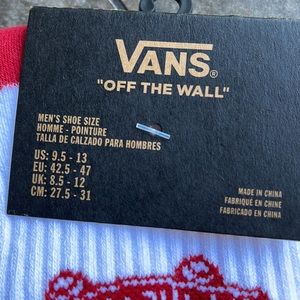 VANS®
"OFF THE WALL"
MEN'S SHOE SIZE
HOMME - POINTURE
TALLA DE CALZADO PARA HOMBRES
US: 9.5 - 13
EU: 42.5 - 47
UK: 8.5 - 12
CM: 27.5 - 31
MADE IN CHINA
FABRIQUÉ EN CHINE
FABRICADO EN CHINA